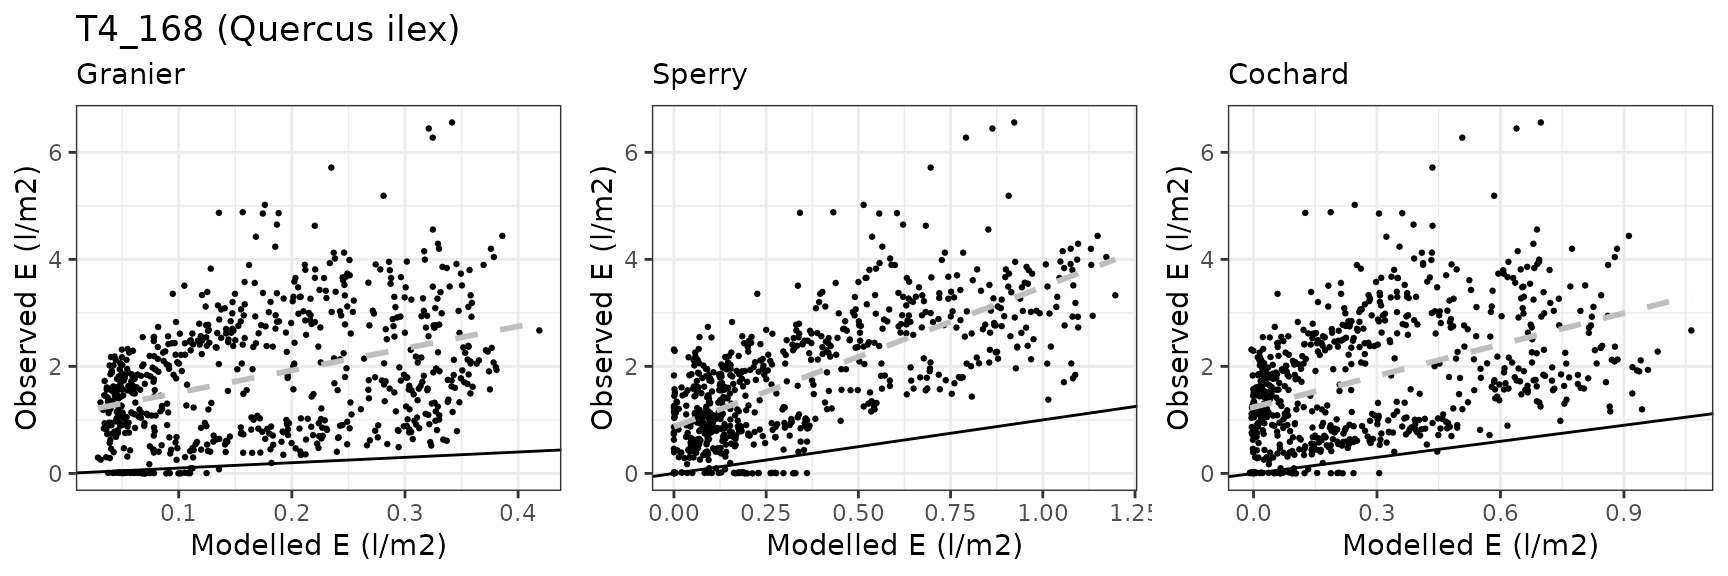 T4_168 (Quercus ilex)
Granier
Sperry
Cochard
Observed E (l/m2)
6
4
2
0
0.1 0.2 0.3 0.4
Modelled E (l/m2)
Observed E (l/m2)
6
4
2
0
0.00 0.25 0.50 0.75 1.00 1.25
Modelled E (l/m2)
Observed E (l/m2)
6
4
2
0
0.0 0.3 0.6 0.9
Modelled E (l/m2)